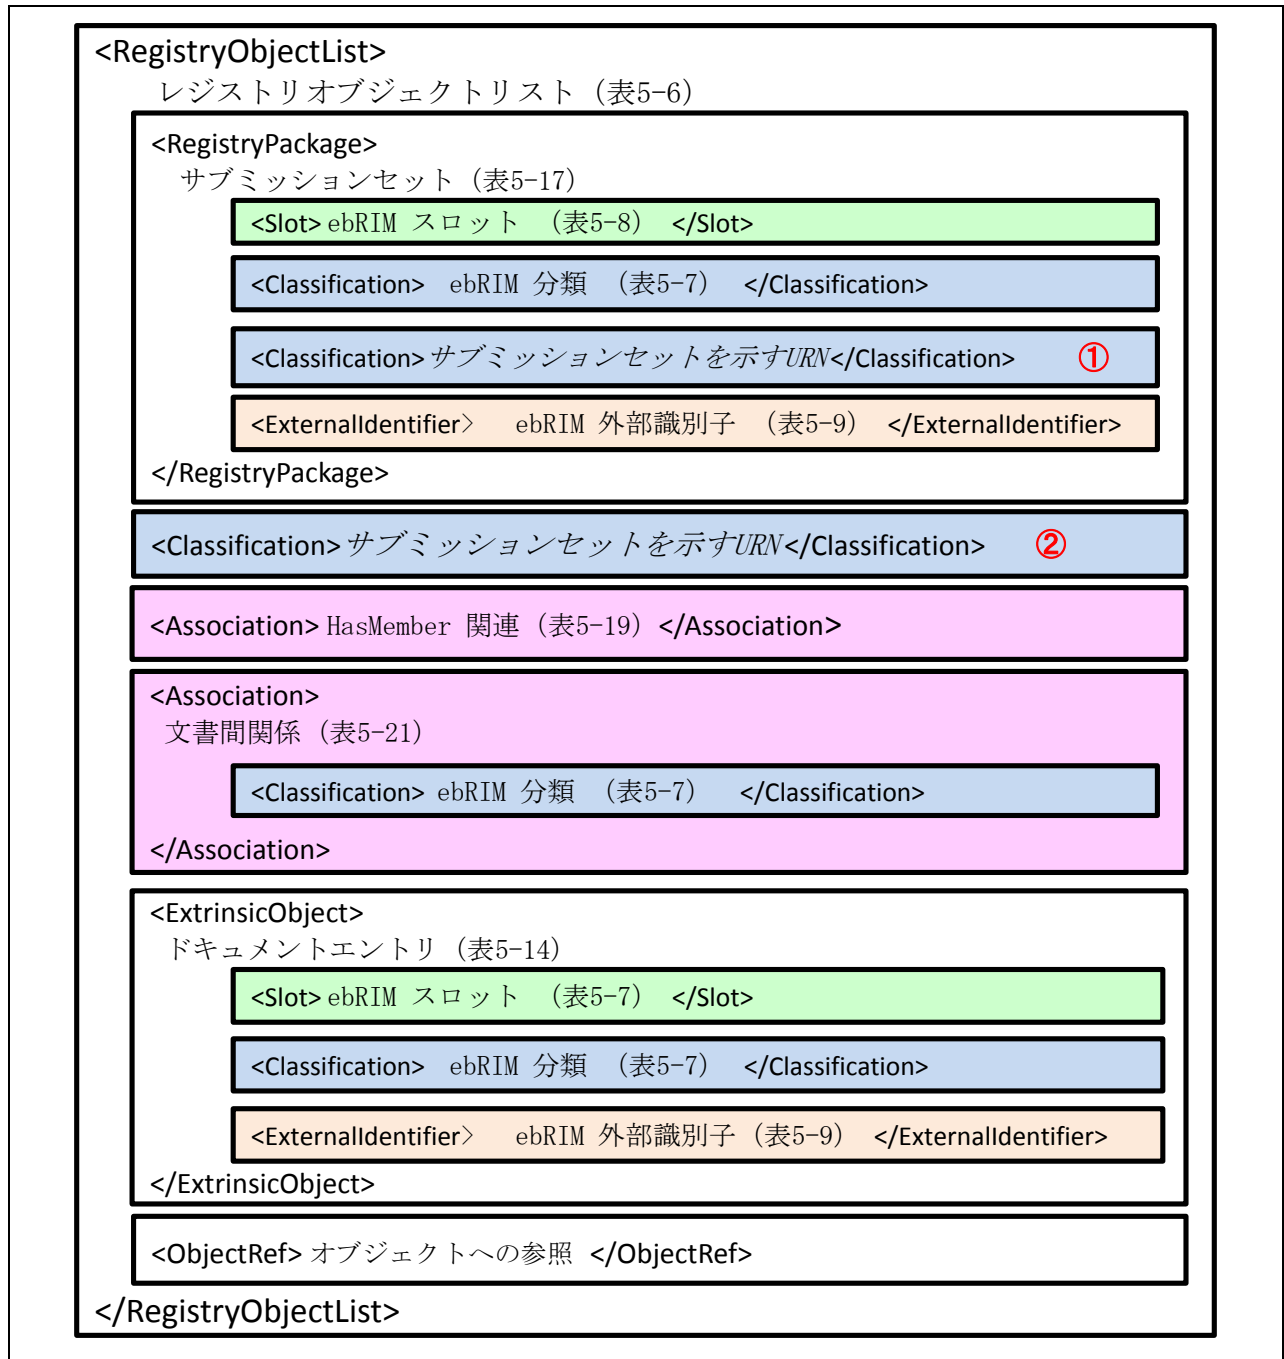 <RegistryObjectList>
レジストリオブジェクトリスト (表5-6)
<RegistryPackage>
サブミッションセット (表5-17)
<Slot> ebRIM スロット (表5-8) </Slot>
<Classification> ebRIM 分類 (表5-7) </Classification>
<Classification>サブミッションセットを示すURN</Classification> ①
<ExternalIdentifier> ebRIM 外部識別子 (表5-9) </ExternalIdentifier>
</RegistryPackage>
<Classification>サブミッションセットを示すURN</Classification> ②
<Association> HasMember 関連 (表5-19) </Association>
<Association>
文書間関係 (表5-21)
<Classification> ebRIM 分類 (表5-7) </Classification>
</Association>
<ExtrinsicObject>
ドキュメントエントリ (表5-14)
<Slot> ebRIM スロット (表5-7) </Slot>
<Classification> ebRIM 分類 (表5-7) </Classification>
<ExternalIdentifier> ebRIM 外部識別子 (表5-9) </ExternalIdentifier>
</ExtrinsicObject>
<ObjectRef> オブジェクトへの参照 </ObjectRef>
</RegistryObjectList>